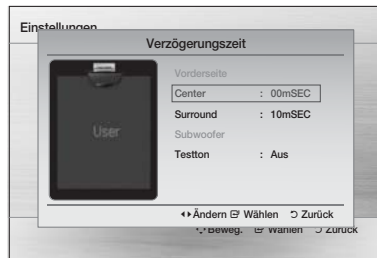 Einstellungen
Verzögerungszeit
Vorderseite
Center : 00mSEC
Surround : 10mSEC
User
Subwoofer
Testton : Aus
Ändern Wählen Zurück
Beweg. Wählen Zurück